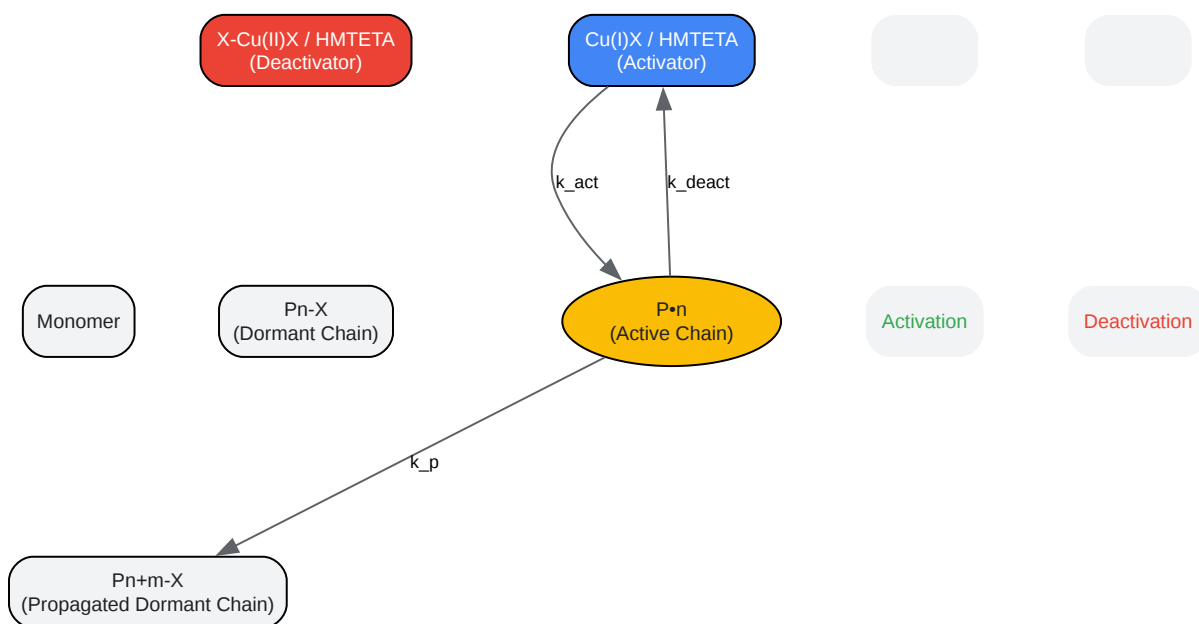 X-Cu(II)X / HMTETA
(Deactivator)
Cu(I)X / HMTETA
(Activator)
k_act
k_deact
Monomer
Pn-X
(Dormant Chain)
P•n
(Active Chain)
Activation
Deactivation
k_p
Pn+m-X
(Propagated Dormant Chain)